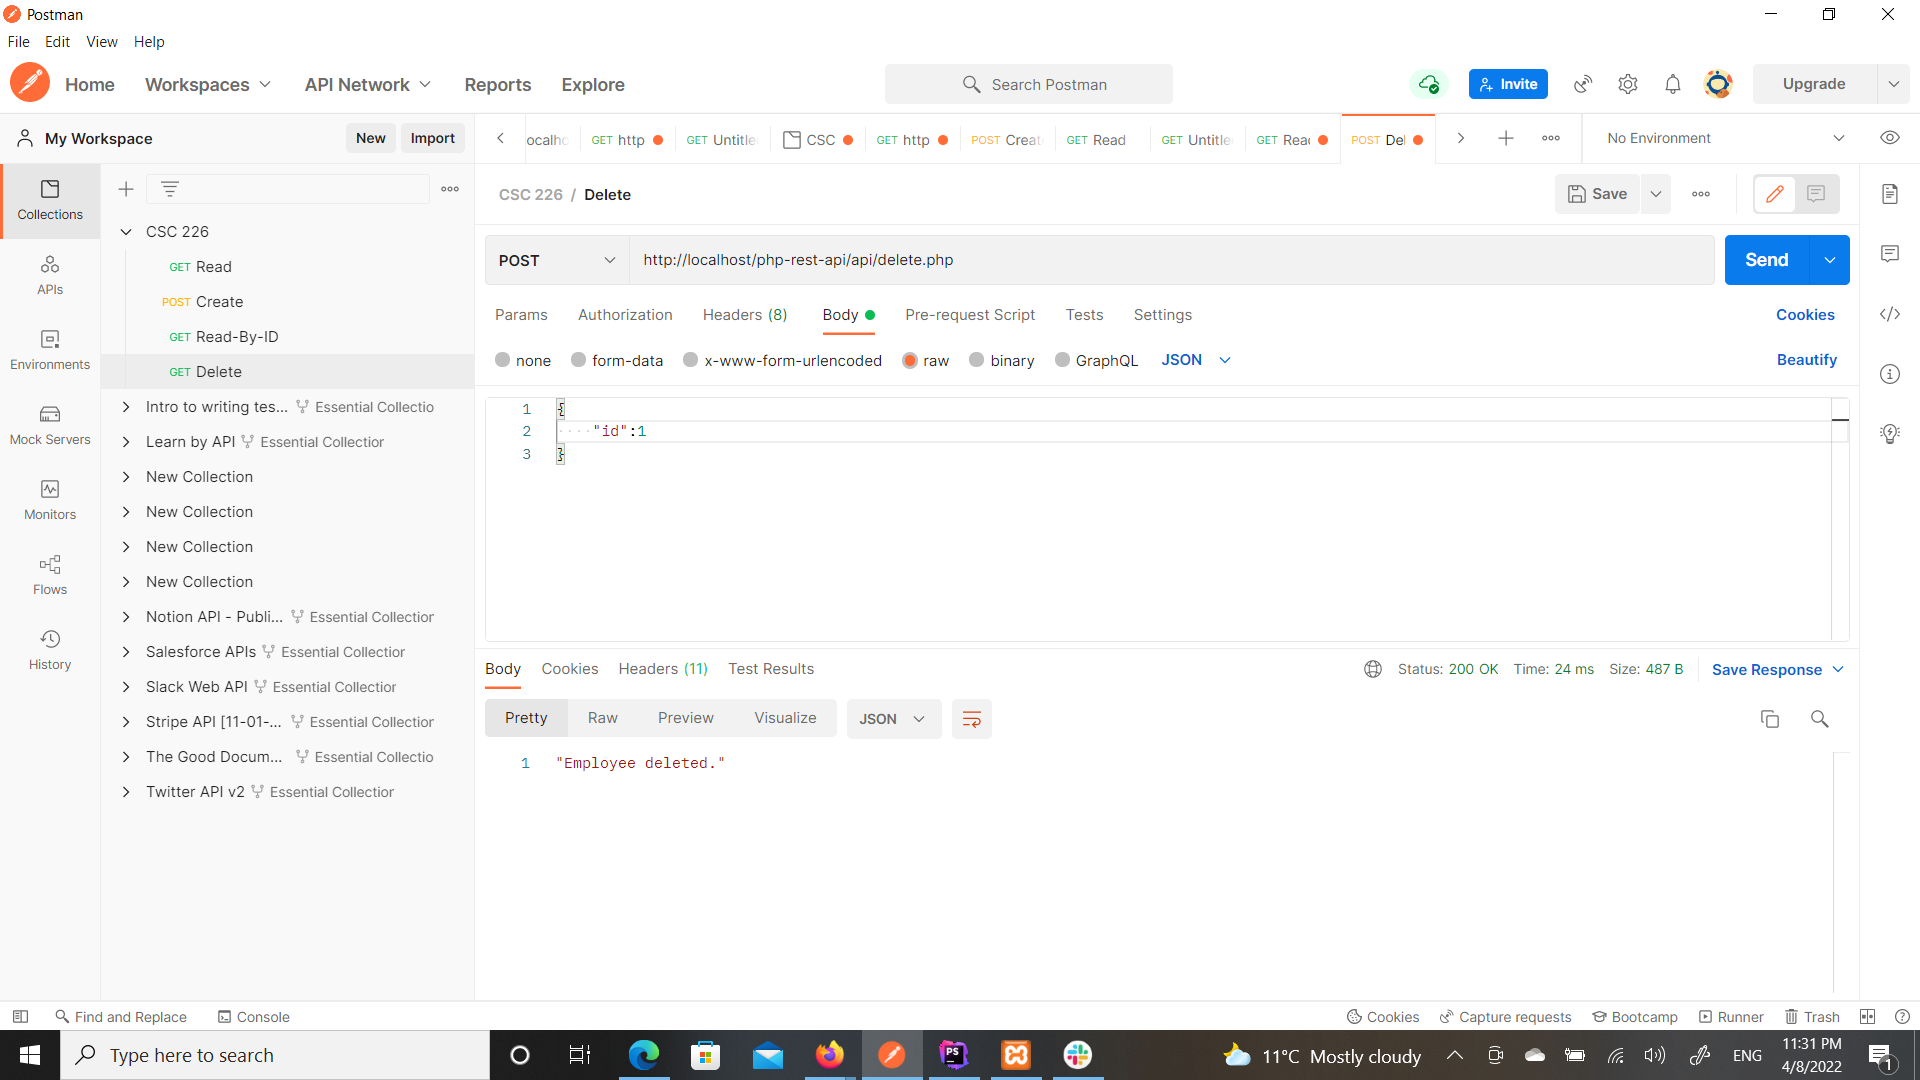 Postman
File Edit View Help
Home Workspaces API Network Reports Explore Search Postman Invite Upgrade
My Workspace New Import
ocalho GET http GET Untitle CSC GET http POST Creat GET Read GET Untitle GET Read POST Del No Environment
Collections
APIs
Environments
Mock Servers
Monitors
Flows
History
CSC 226
GET Read
POST Create
GET Read-By-ID
GET Delete
Intro to writing tes... Essential Collectio
Learn by API Essential Collection
New Collection
New Collection
New Collection
New Collection
Notion API - Publi... Essential Collection
Salesforce APIs Essential Collection
Slack Web API Essential Collection
Stripe API [11-01-... Essential Collection
The Good Docum... Essential Collectio
Twitter API v2 Essential Collection
CSC 226 / Delete Save
POST http://localhost/php-rest-api/api/delete.php Send
Params Authorization Headers (8) Body Pre-request Script Tests Settings Cookies
none form-data x-www-form-urlencoded raw binary GraphQL JSON Beautify
1 {
2 "id":1
3 }
Body Cookies Headers (11) Test Results Status: 200 OK Time: 24 ms Size: 487 B Save Response
Pretty Raw Preview Visualize JSON
1 "Employee deleted."
Find and Replace Console Cookies Capture requests Bootcamp Runner Trash
Type here to search PS 11°C Mostly cloudy ENG 11:31 PM
4/8/2022 1